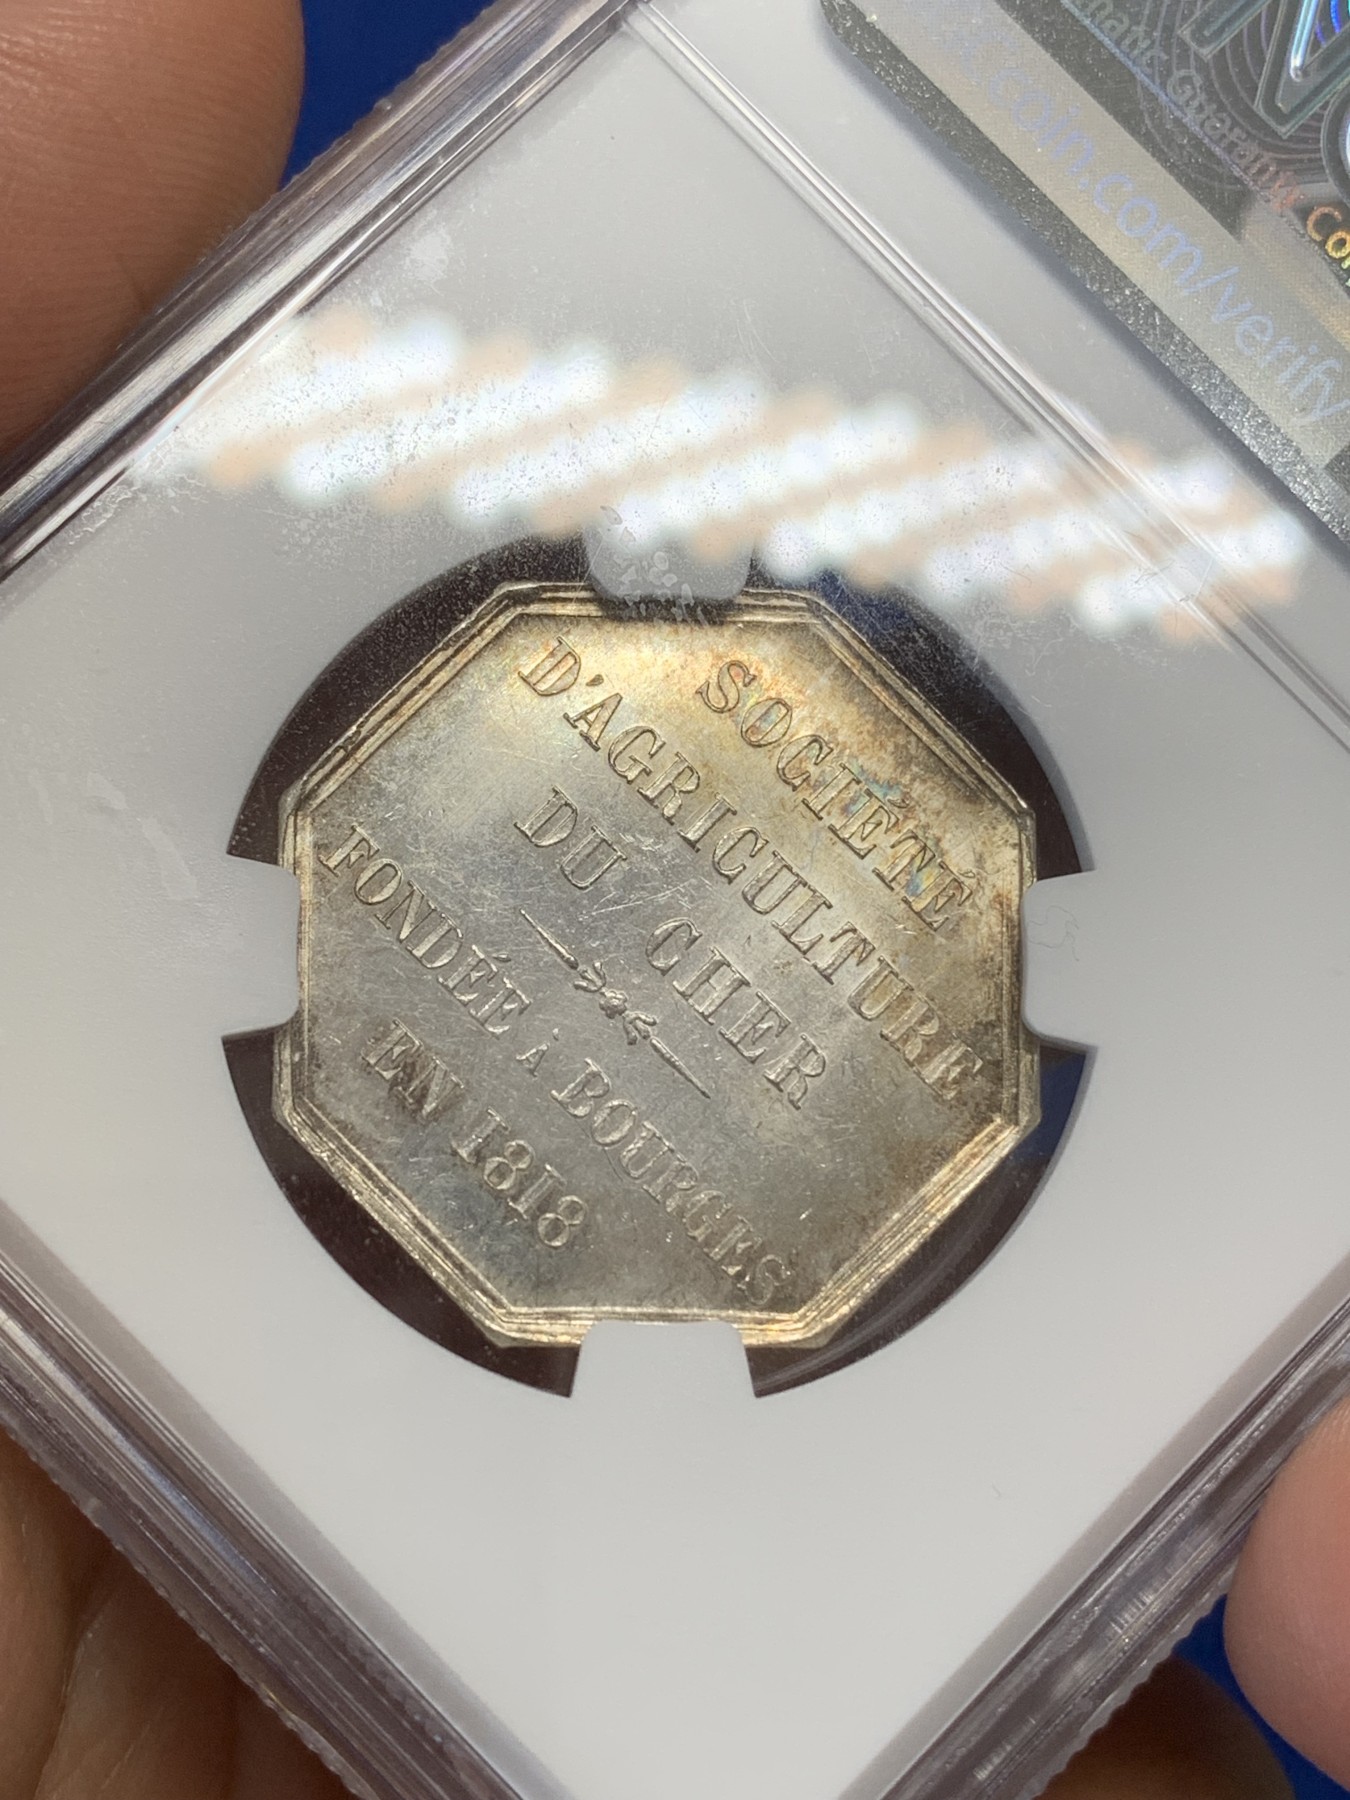 SOCIÉTÉ
D'AGRICULTURE
DU CHER
FONDÉE À BOURGES
EN 1818
coin.com/verify